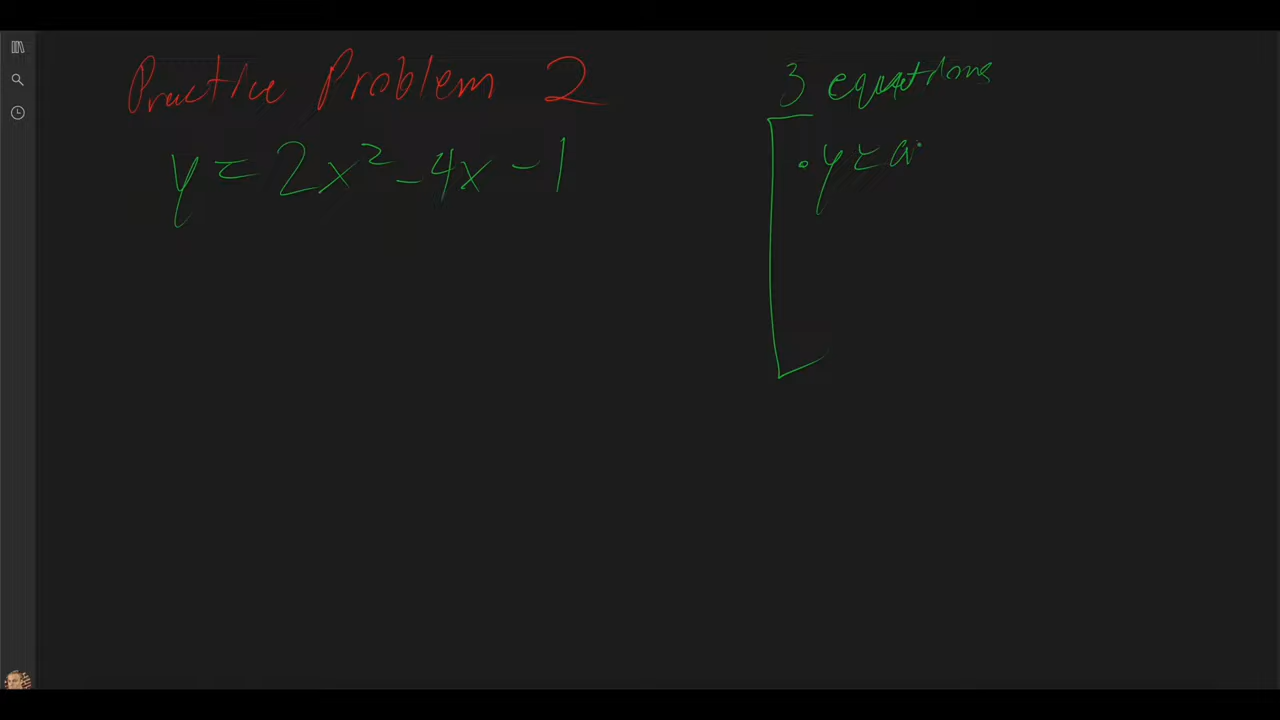 Practice Problem 2
y = 2x² - 4x - 1
3 equations
• y = a